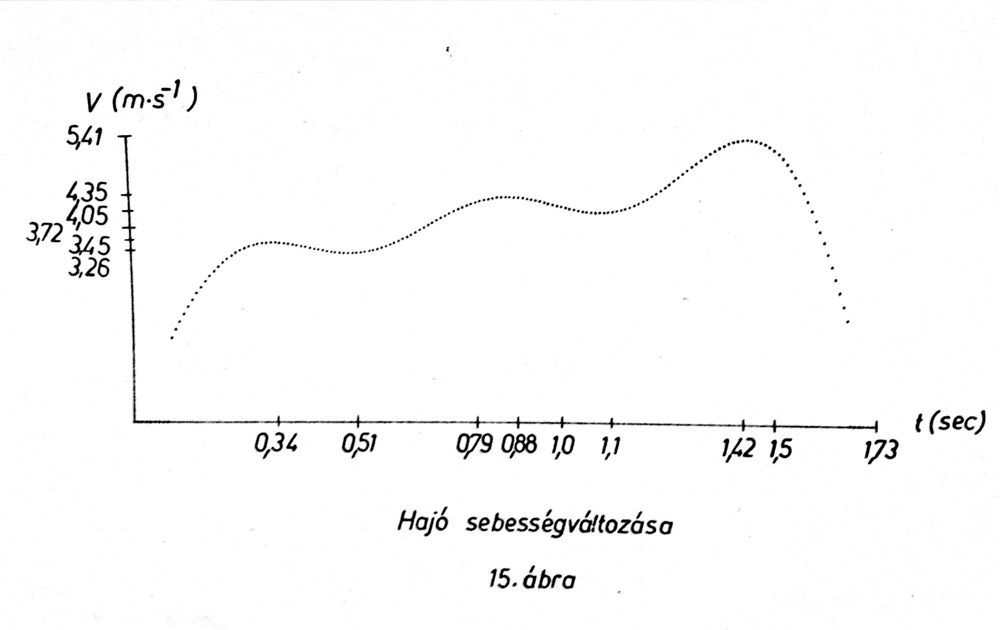 V (m·s⁻¹)
5,41
4,35
4,05
3,72
3,45
3,26
0,34 0,51 0,79 0,88 1,0 1,1 1,42 1,5 1,73
t (sec)
Hajó sebességváltozása
15. ábra